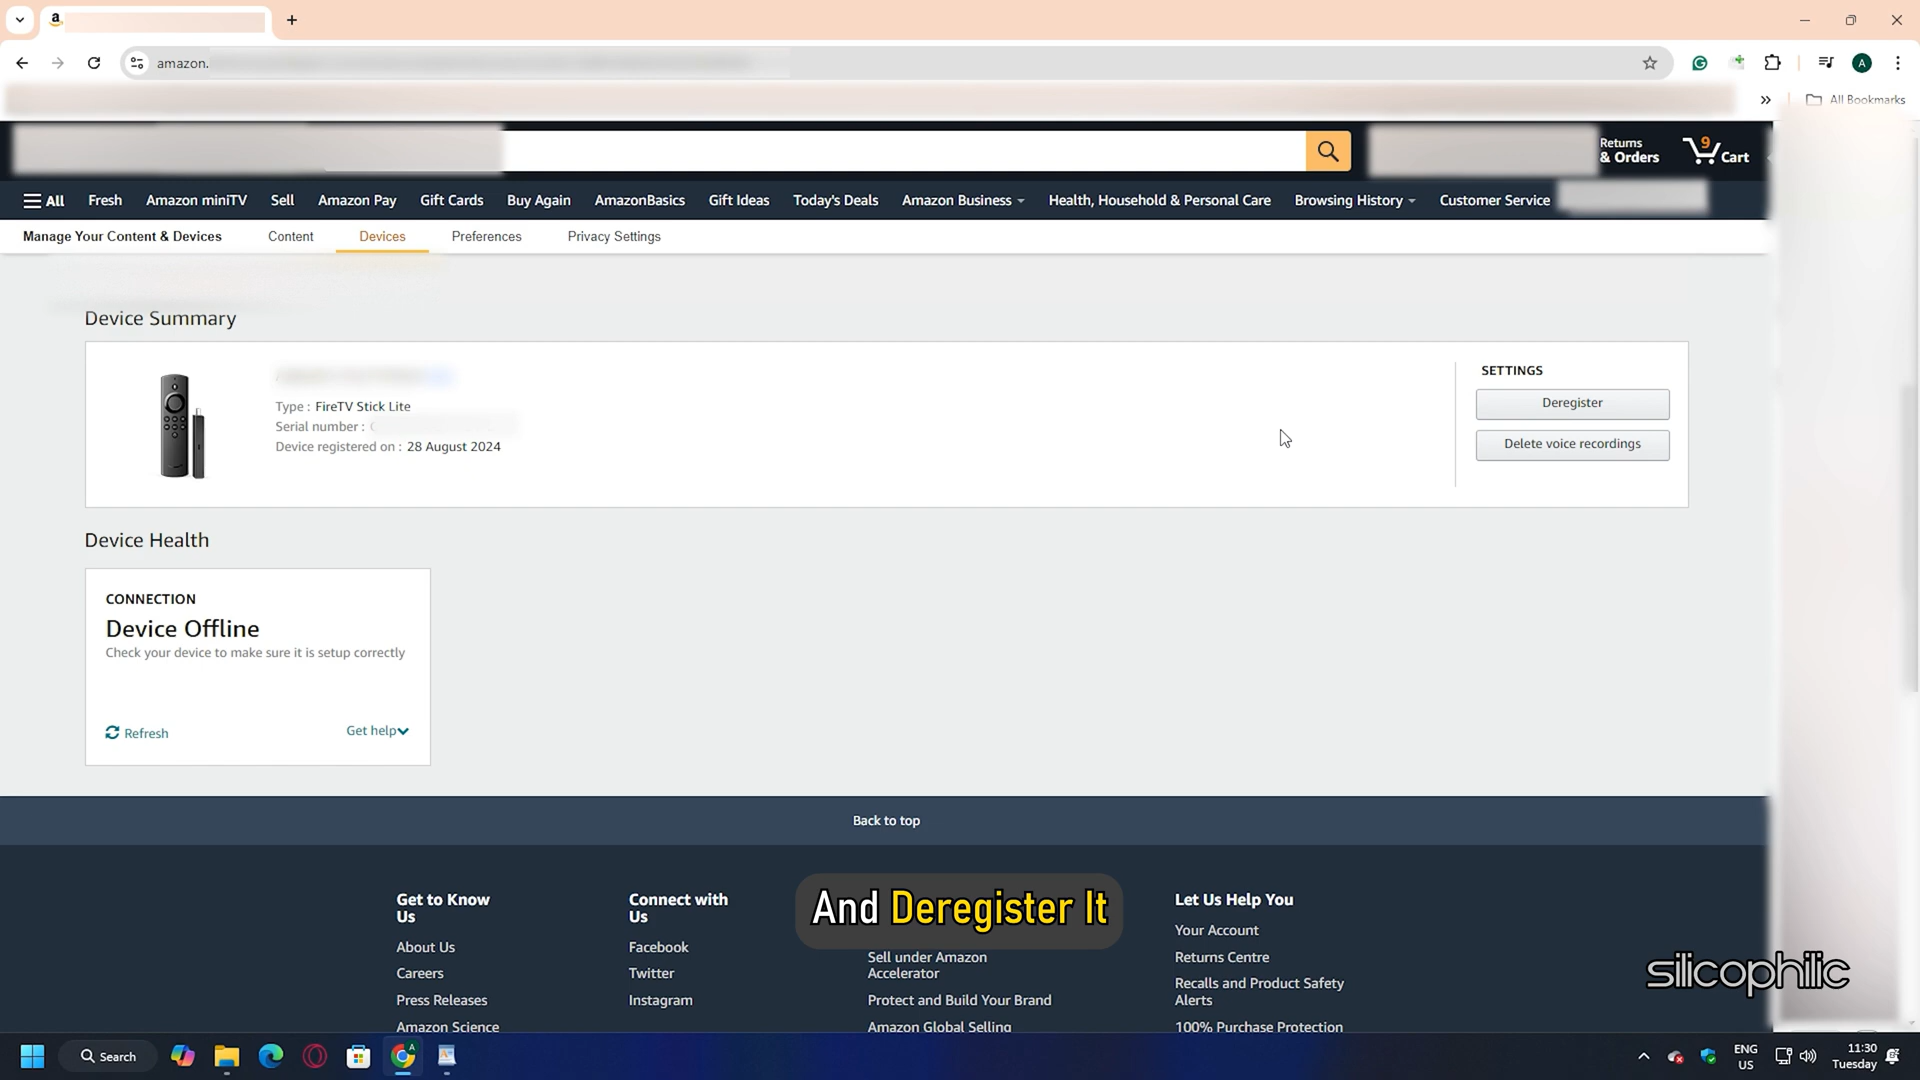 amazon.
All Bookmarks
Returns
& Orders
9
Cart
All
Fresh
Amazon miniTV
Sell
Amazon Pay
Gift Cards
Buy Again
AmazonBasics
Gift Ideas
Today's Deals
Amazon Business
Health, Household & Personal Care
Browsing History
Customer Service
Manage Your Content & Devices
Content
Devices
Preferences
Privacy Settings
Device Summary
Type : FireTV Stick Lite
Serial number :
Device registered on : 28 August 2024
SETTINGS
Deregister
Delete voice recordings
Device Health
CONNECTION
Device Offline
Check your device to make sure it is setup correctly
Refresh
Get help
Back to top
Get to Know
Us
About Us
Careers
Press Releases
Amazon Science
Connect with
Us
Facebook
Twitter
Instagram
And Deregister It
Sell under Amazon
Accelerator
Protect and Build Your Brand
Amazon Global Selling
Let Us Help You
Your Account
Returns Centre
Recalls and Product Safety
Alerts
100% Purchase Protection
silicophilic
Search
ENG
US
11:30
Tuesday